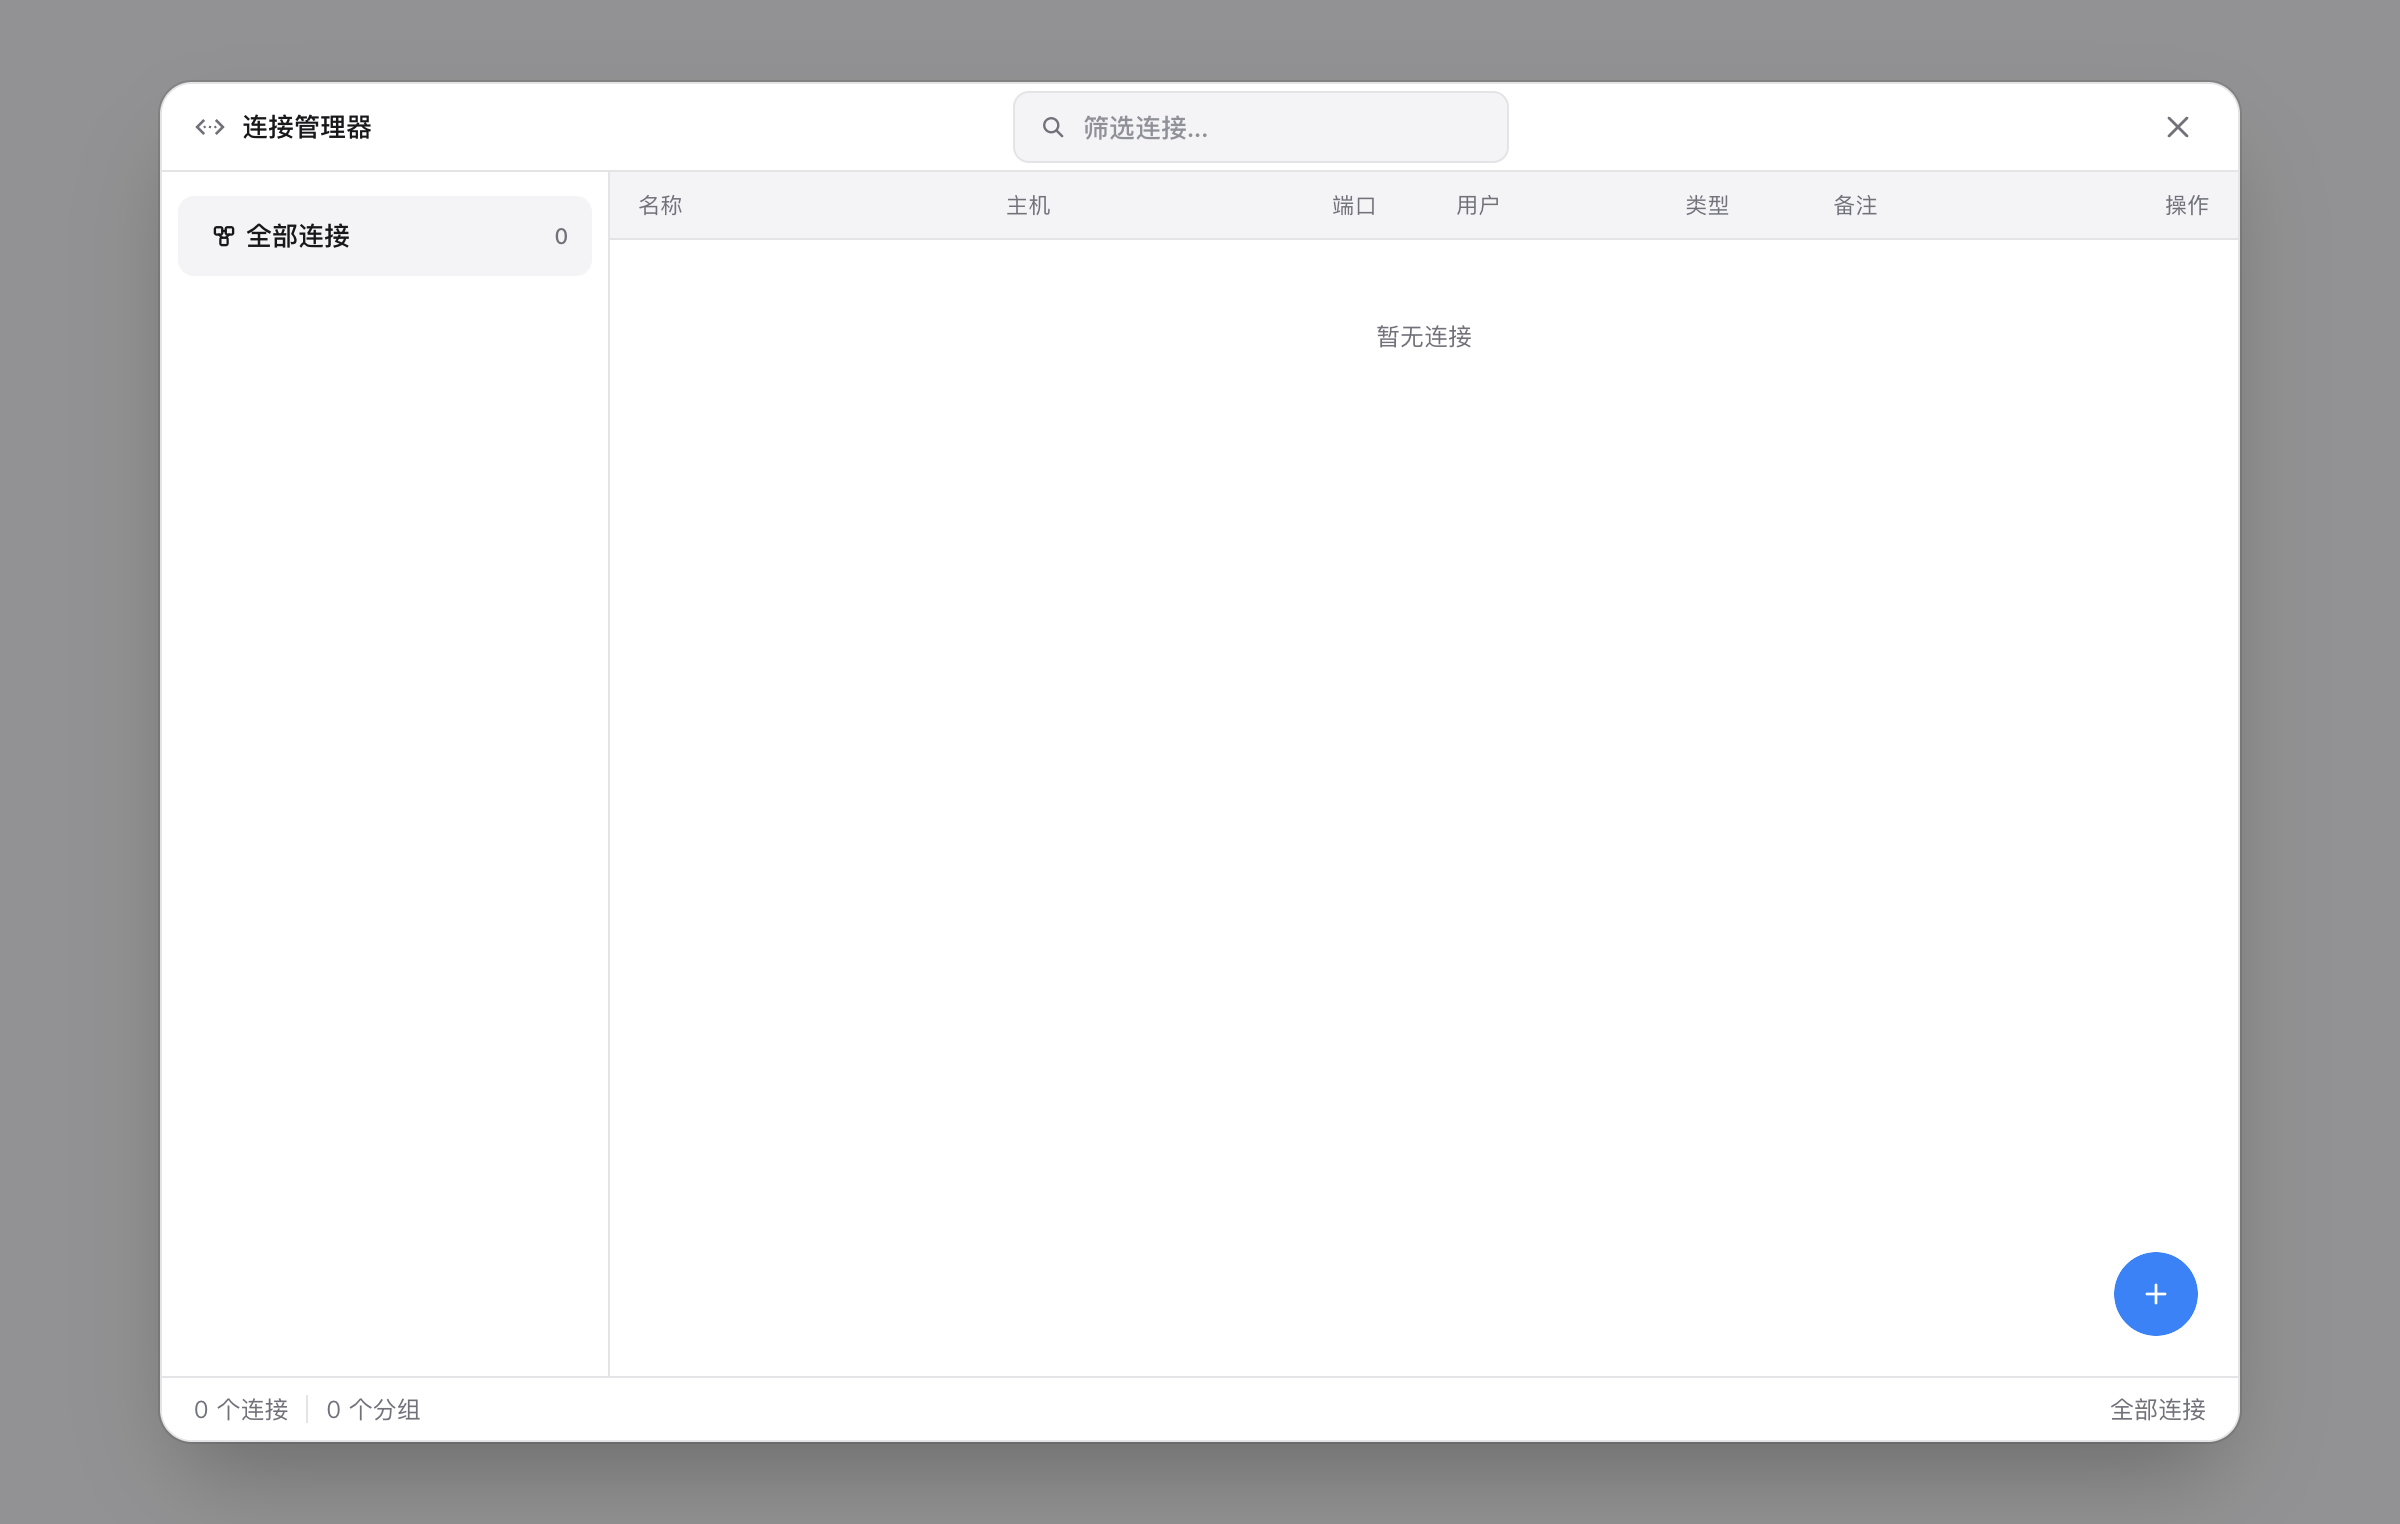 连接管理器
筛选连接...
全部连接 0
名称 主机 端口 用户 类型 备注 操作
暂无连接
0 个连接 0 个分组
全部连接